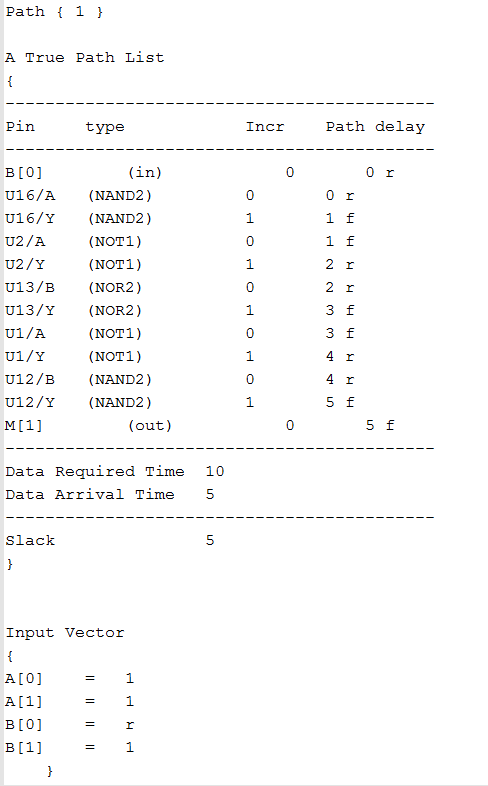 Path { 1 }
A True Path List
{
-------------------------------------------
Pin type Incr Path delay
-------------------------------------------
B[0] (in) 0 0 r
U16/A (NAND2) 0 0 r
U16/Y (NAND2) 1 1 f
U2/A (NOT1) 0 1 f
U2/Y (NOT1) 1 2 r
U13/B (NOR2) 0 2 r
U13/Y (NOR2) 1 3 f
U1/A (NOT1) 0 3 f
U1/Y (NOT1) 1 4 r
U12/B (NAND2) 0 4 r
U12/Y (NAND2) 1 5 f
M[1] (out) 0 5 f
-------------------------------------------
Data Required Time 10
Data Arrival Time 5
-------------------------------------------
Slack 5
}
Input Vector
{
A[0] = 1
A[1] = 1
B[0] = r
B[1] = 1
}